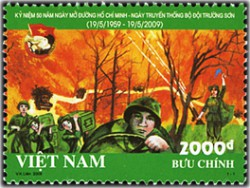 KỶ NIỆM 50 NĂM NGÀY MỞ ĐƯỜNG HỒ CHÍ MINH - NGÀY TRUYỀN THỐNG BỘ ĐỘI TRƯỜNG SƠN
(19/5/1959 - 19/5/2009)
2000đ
VIỆT NAM
BƯU CHÍNH